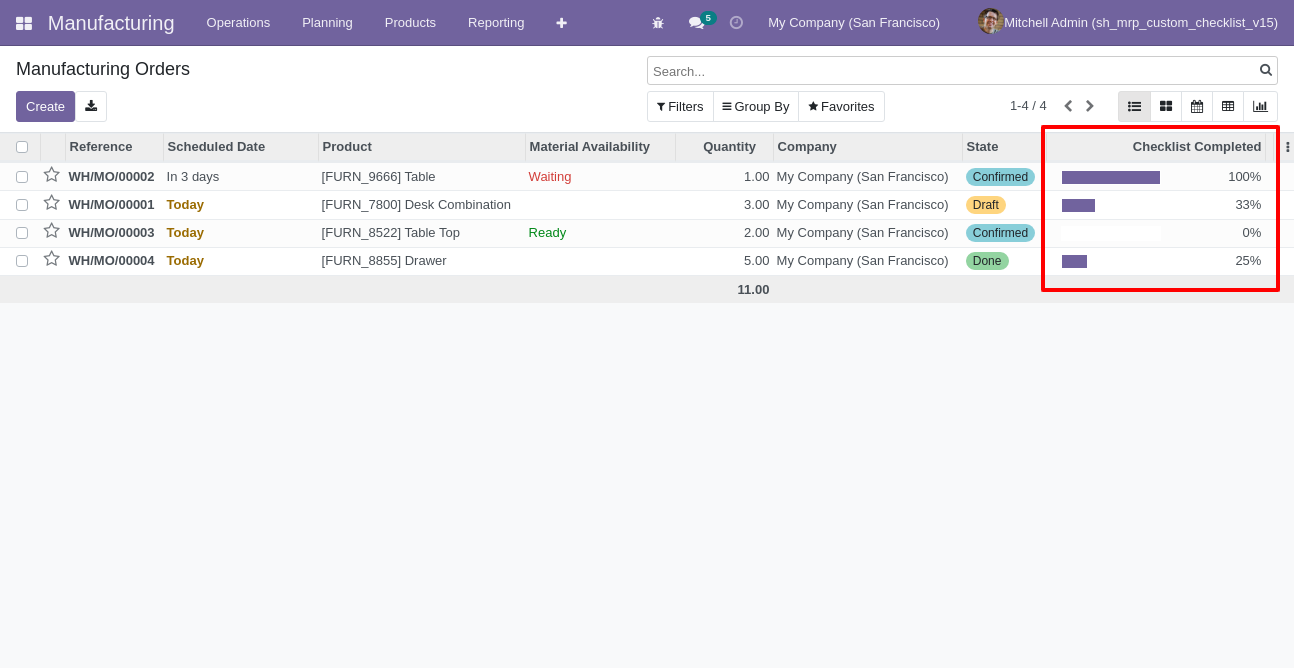 Manufacturing Operations Planning Products Reporting 5 My Company (San Francisco) Mitchell Admin (sh_mrp_custom_checklist_v15)
Manufacturing Orders Search...
Create Filters Group By Favorites 1-4 / 4
Reference Scheduled Date Product Material Availability Quantity Company State Checklist Completed
WH/MO/00002 In 3 days [FURN_9666] Table Waiting 1.00 My Company (San Francisco) Confirmed 100%
WH/MO/00001 Today [FURN_7800] Desk Combination 3.00 My Company (San Francisco) Draft 33%
WH/MO/00003 Today [FURN_8522] Table Top Ready 2.00 My Company (San Francisco) Confirmed 0%
WH/MO/00004 Today [FURN_8855] Drawer 5.00 My Company (San Francisco) Done 25%
11.00